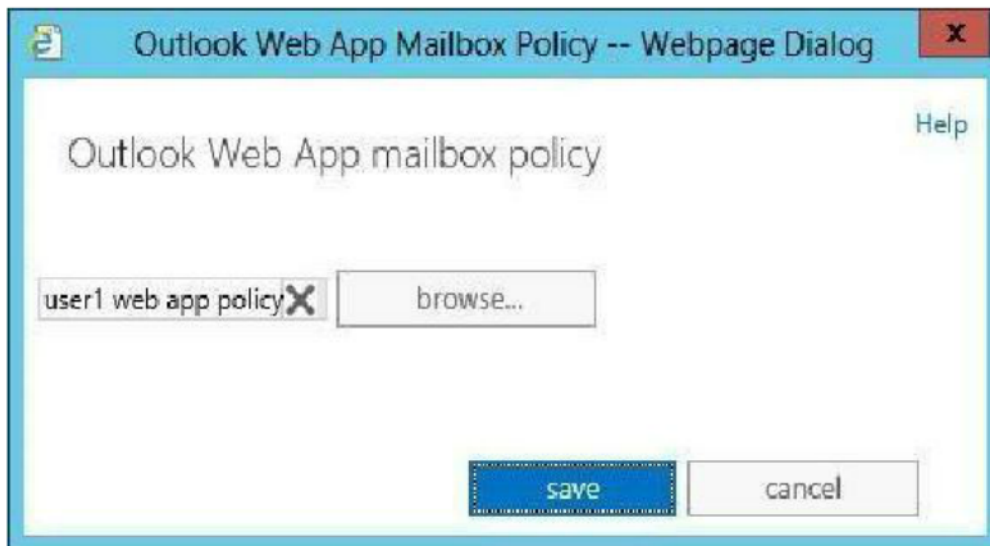 Outlook Web App Mailbox Policy -- Webpage Dialog x
Help
Outlook Web App mailbox policy
user1 web app policy browse...
save cancel